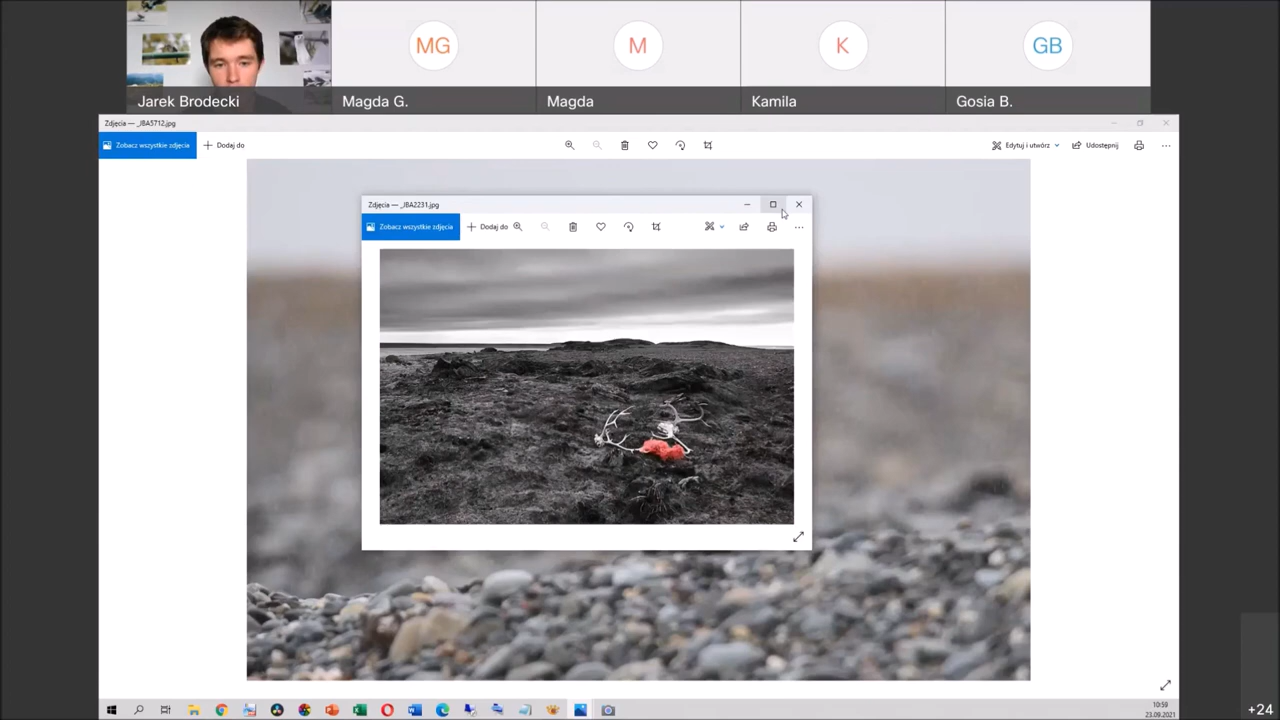 MG
M
K
GB
Jarek Brodecki
Magda G.
Magda
Kamila
Gosia B.
Zdjęcia — _JBA5712.jpg
Zobacz wszystkie zdjęcia
Dodaj do
Edytuj i utwórz
Udostępnij
Zdjęcia — _JBA2231.jpg
Zobacz wszystkie zdjęcia
Dodaj do
10:59
23.09.2021
+24